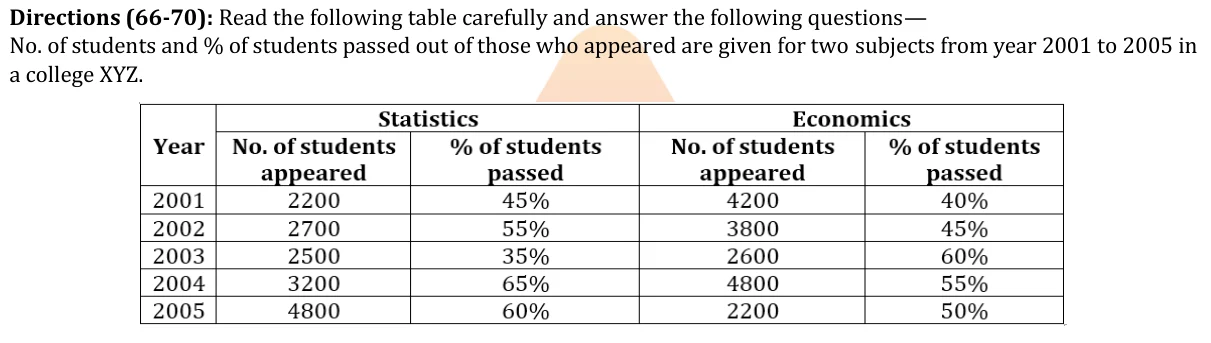 Directions (66-70): Read the following table carefully and answer the following questions—
No. of students and % of students passed out of those who appeared are given for two subjects from year 2001 to 2005 in
a college XYZ.
Statistics Economics
Year No. of students % of students No. of students % of students
appeared passed appeared passed
2001 2200 45% 4200 40%
2002 2700 55% 3800 45%
2003 2500 35% 2600 60%
2004 3200 65% 4800 55%
2005 4800 60% 2200 50%